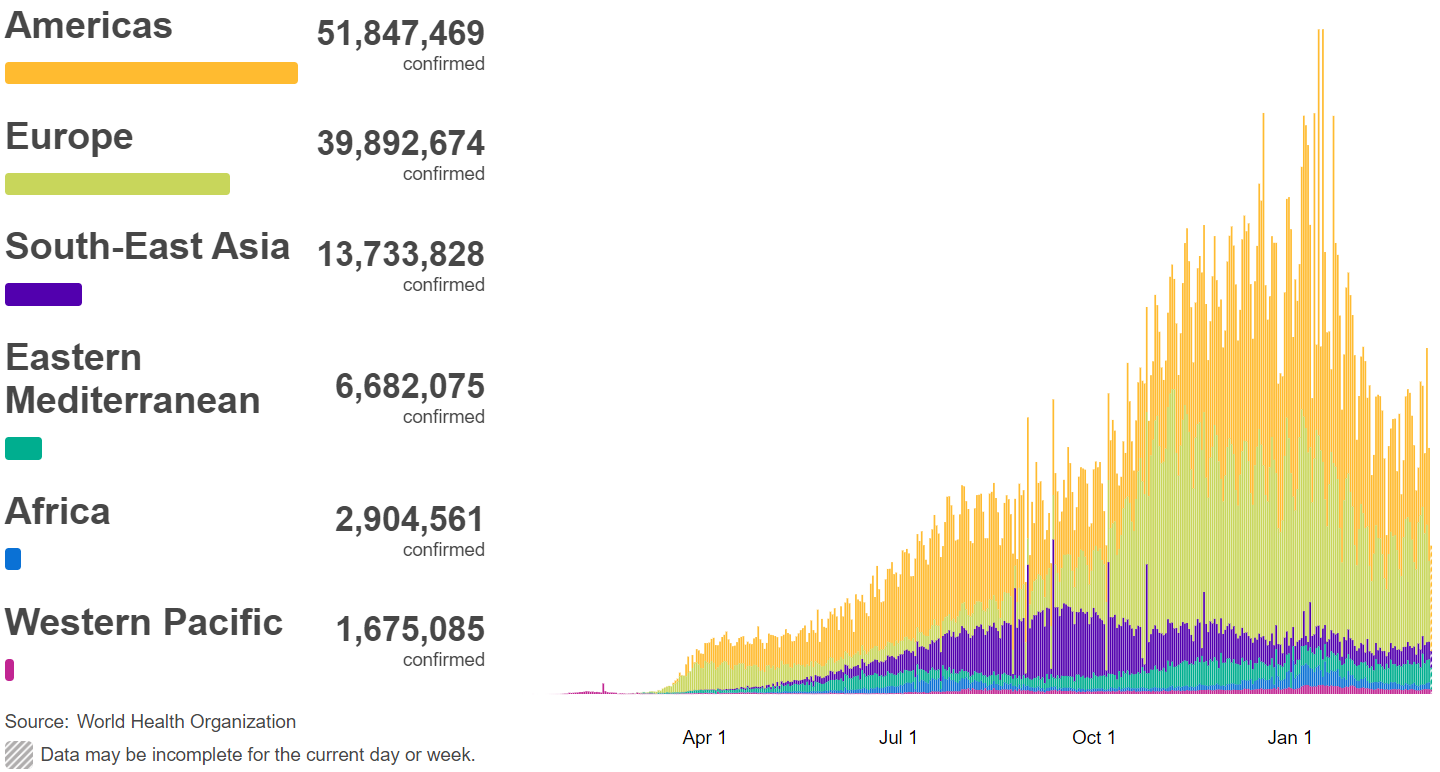 Americas
51,847,469
confirmed
Europe
39,892,674
confirmed
South-East Asia
13,733,828
confirmed
Eastern
Mediterranean
6,682,075
confirmed
Africa
2,904,561
confirmed
Western Pacific
1,675,085
confirmed
Source: World Health Organization
Data may be incomplete for the current day or week.
Apr 1 Jul 1 Oct 1 Jan 1